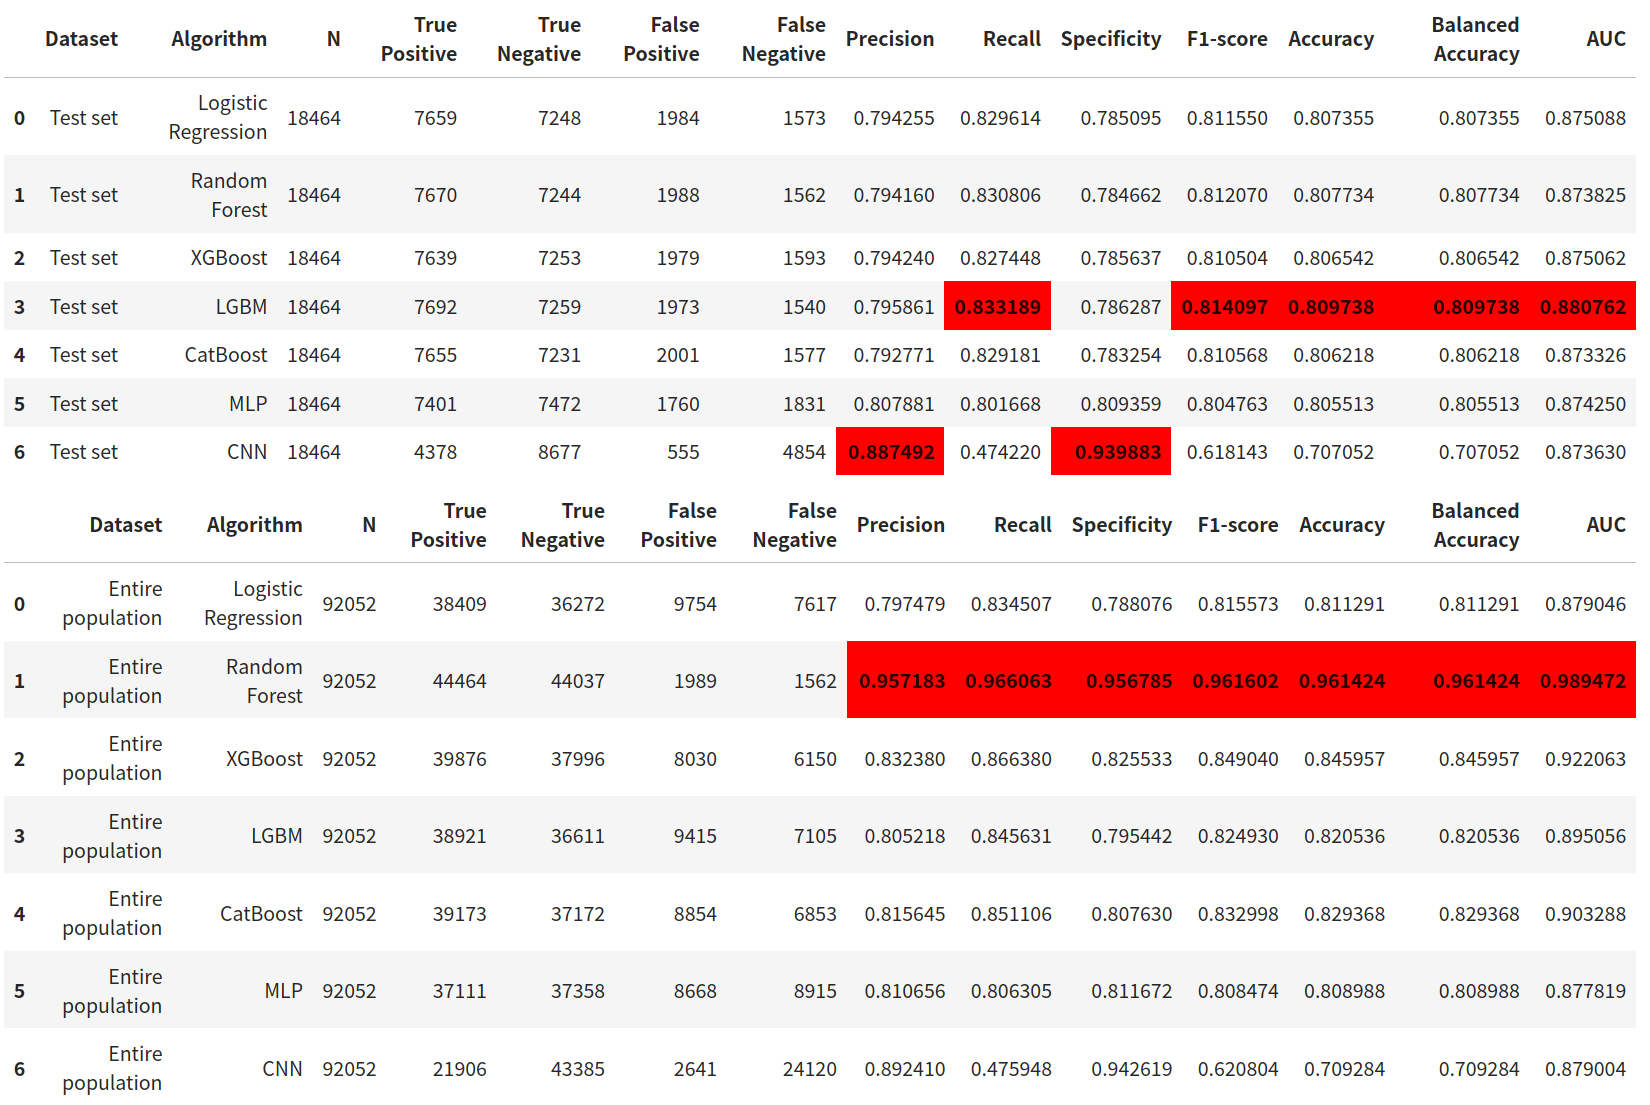 Dataset Algorithm N True Positive True Negative False Positive False Negative Precision Recall Specificity F1-score Accuracy Balanced Accuracy AUC
0 Test set Logistic Regression 18464 7659 7248 1984 1573 0.794255 0.829614 0.785095 0.811550 0.807355 0.807355 0.875088
1 Test set Random Forest 18464 7670 7244 1988 1562 0.794160 0.830806 0.784662 0.812070 0.807734 0.807734 0.873825
2 Test set XGBoost 18464 7639 7253 1979 1593 0.794240 0.827448 0.785637 0.810504 0.806542 0.806542 0.875062
3 Test set LGBM 18464 7692 7259 1973 1540 0.795861 0.833189 0.786287 0.814097 0.809738 0.809738 0.880762
4 Test set CatBoost 18464 7655 7231 2001 1577 0.792771 0.829181 0.783254 0.810568 0.806218 0.806218 0.873326
5 Test set MLP 18464 7401 7472 1760 1831 0.807881 0.801668 0.809359 0.804763 0.805513 0.805513 0.874250
6 Test set CNN 18464 4378 8677 555 4854 0.887492 0.474220 0.939883 0.618143 0.707052 0.707052 0.873630
Dataset Algorithm N True Positive True Negative False Positive False Negative Precision Recall Specificity F1-score Accuracy Balanced Accuracy AUC
0 Entire population Logistic Regression 92052 38409 36272 9754 7617 0.797479 0.834507 0.788076 0.815573 0.811291 0.811291 0.879046
1 Entire population Random Forest 92052 44464 44037 1989 1562 0.957183 0.966063 0.956785 0.961602 0.961424 0.961424 0.989472
2 Entire population XGBoost 92052 39876 37996 8030 6150 0.832380 0.866380 0.825533 0.849040 0.845957 0.845957 0.922063
3 Entire population LGBM 92052 38921 36611 9415 7105 0.805218 0.845631 0.795442 0.824930 0.820536 0.820536 0.895056
4 Entire population CatBoost 92052 39173 37172 8854 6853 0.815645 0.851106 0.807630 0.832998 0.829368 0.829368 0.903288
5 Entire population MLP 92052 37111 37358 8668 8915 0.810656 0.806305 0.811672 0.808474 0.808988 0.808988 0.877819
6 Entire population CNN 92052 21906 43385 2641 24120 0.892410 0.475948 0.942619 0.620804 0.709284 0.709284 0.879004